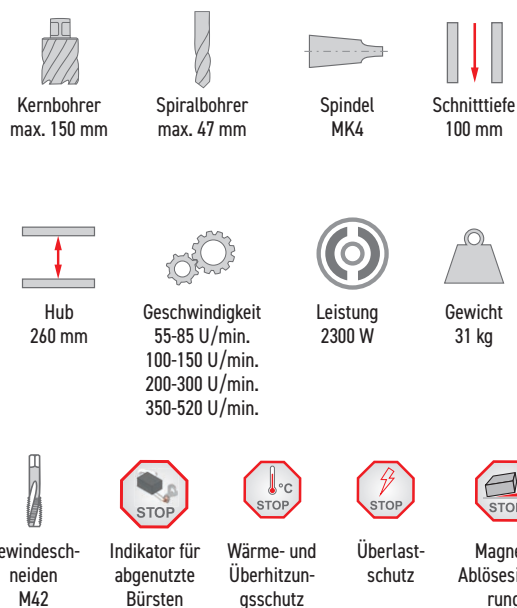 Kernbohrer
max. 150 mm
Spiralbohrer
max. 47 mm
Spindel
MK4
Schnitttiefe
100 mm
Hub
260 mm
Geschwindigkeit
55-85 U/min.
100-150 U/min.
200-300 U/min.
350-520 U/min.
Leistung
2300 W
Gewicht
31 kg
STOP
°C
STOP
STOP
ewindesch-
neiden
M42
Indikator für
abgenutzte
Bürsten
Wärme- und
Überhitzun-
gsschutz
Überlast-
schutz